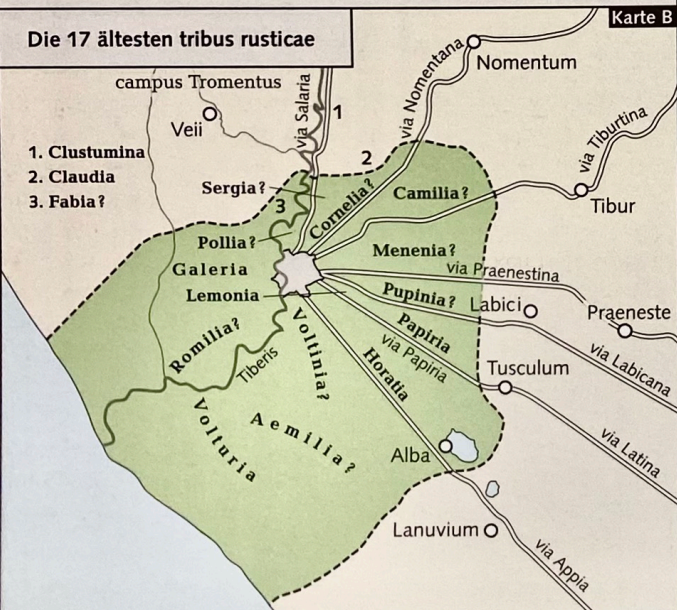 Karte B
Die 17 ältesten tribus rusticae
campus Tromentus
Veii
via Salaria
1
via Nomentana
Nomentum
via Tiburtina
Tibur
1. Clustumina
2. Claudia
3. Fabia?
2
Sergia?
3
Cornelia?
Camilia?
Pollia?
Galeria
Menenia?
via Praenestina
Lemonia
Pupinia?
Labici
Praeneste
Romilia?
Voltinia?
Papiria
via Papiria
via Labicana
Tiberis
Horatia
Tusculum
Volturia
Aemilia?
Alba
via Latina
Lanuvium
via Appia